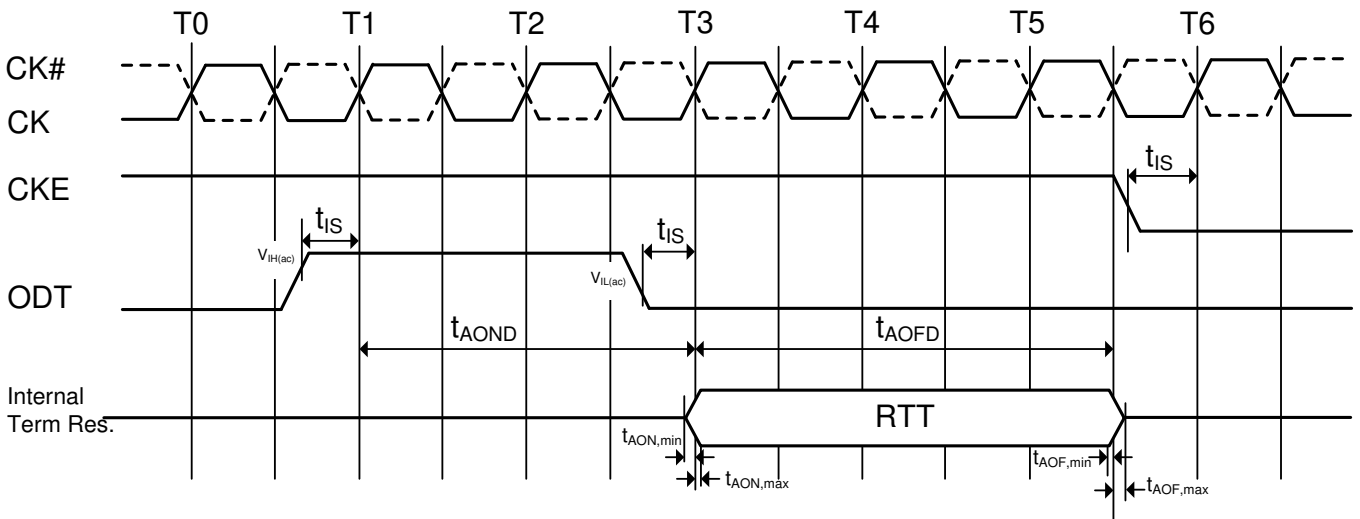 T0 T1 T2 T3 T4 T5 T6
CK#
CK
CKE
tIS
tIS
tIS
VIH(ac)
VIL(ac)
ODT
tAOND
tAOFD
Internal
Term Res.
RTT
tAON,min
tAOF,min
tAON,max
tAOF,max